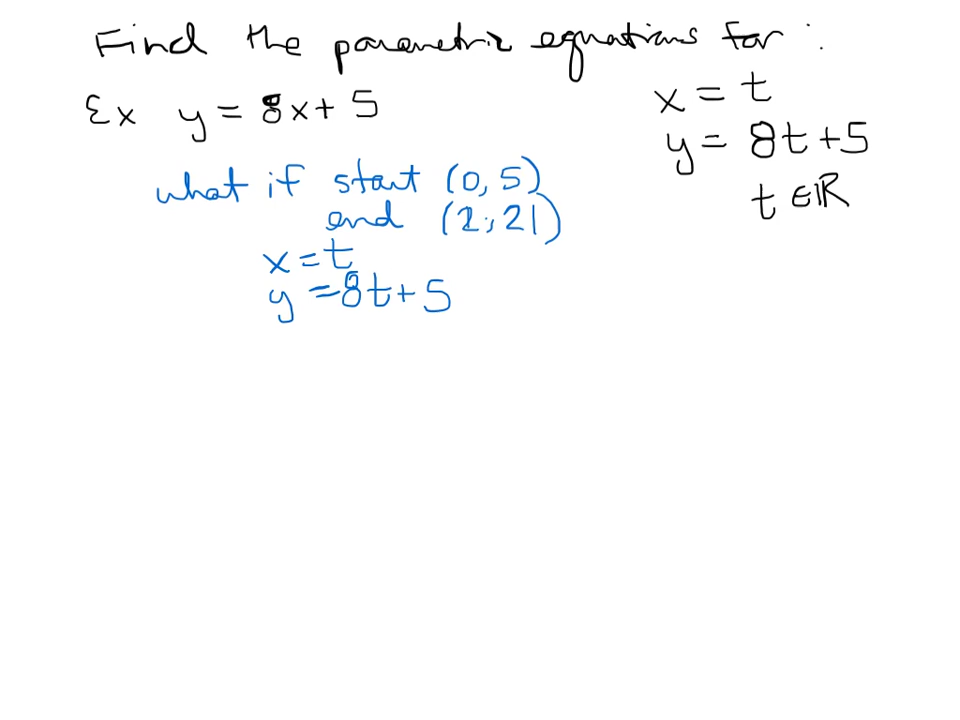 Find the parametric equations for :
Ex y = 8x + 5
x = t
y = 8t + 5
t ∈ ℝ
what if start (0, 5)
end (2, 21)
x = t
y = 8t + 5